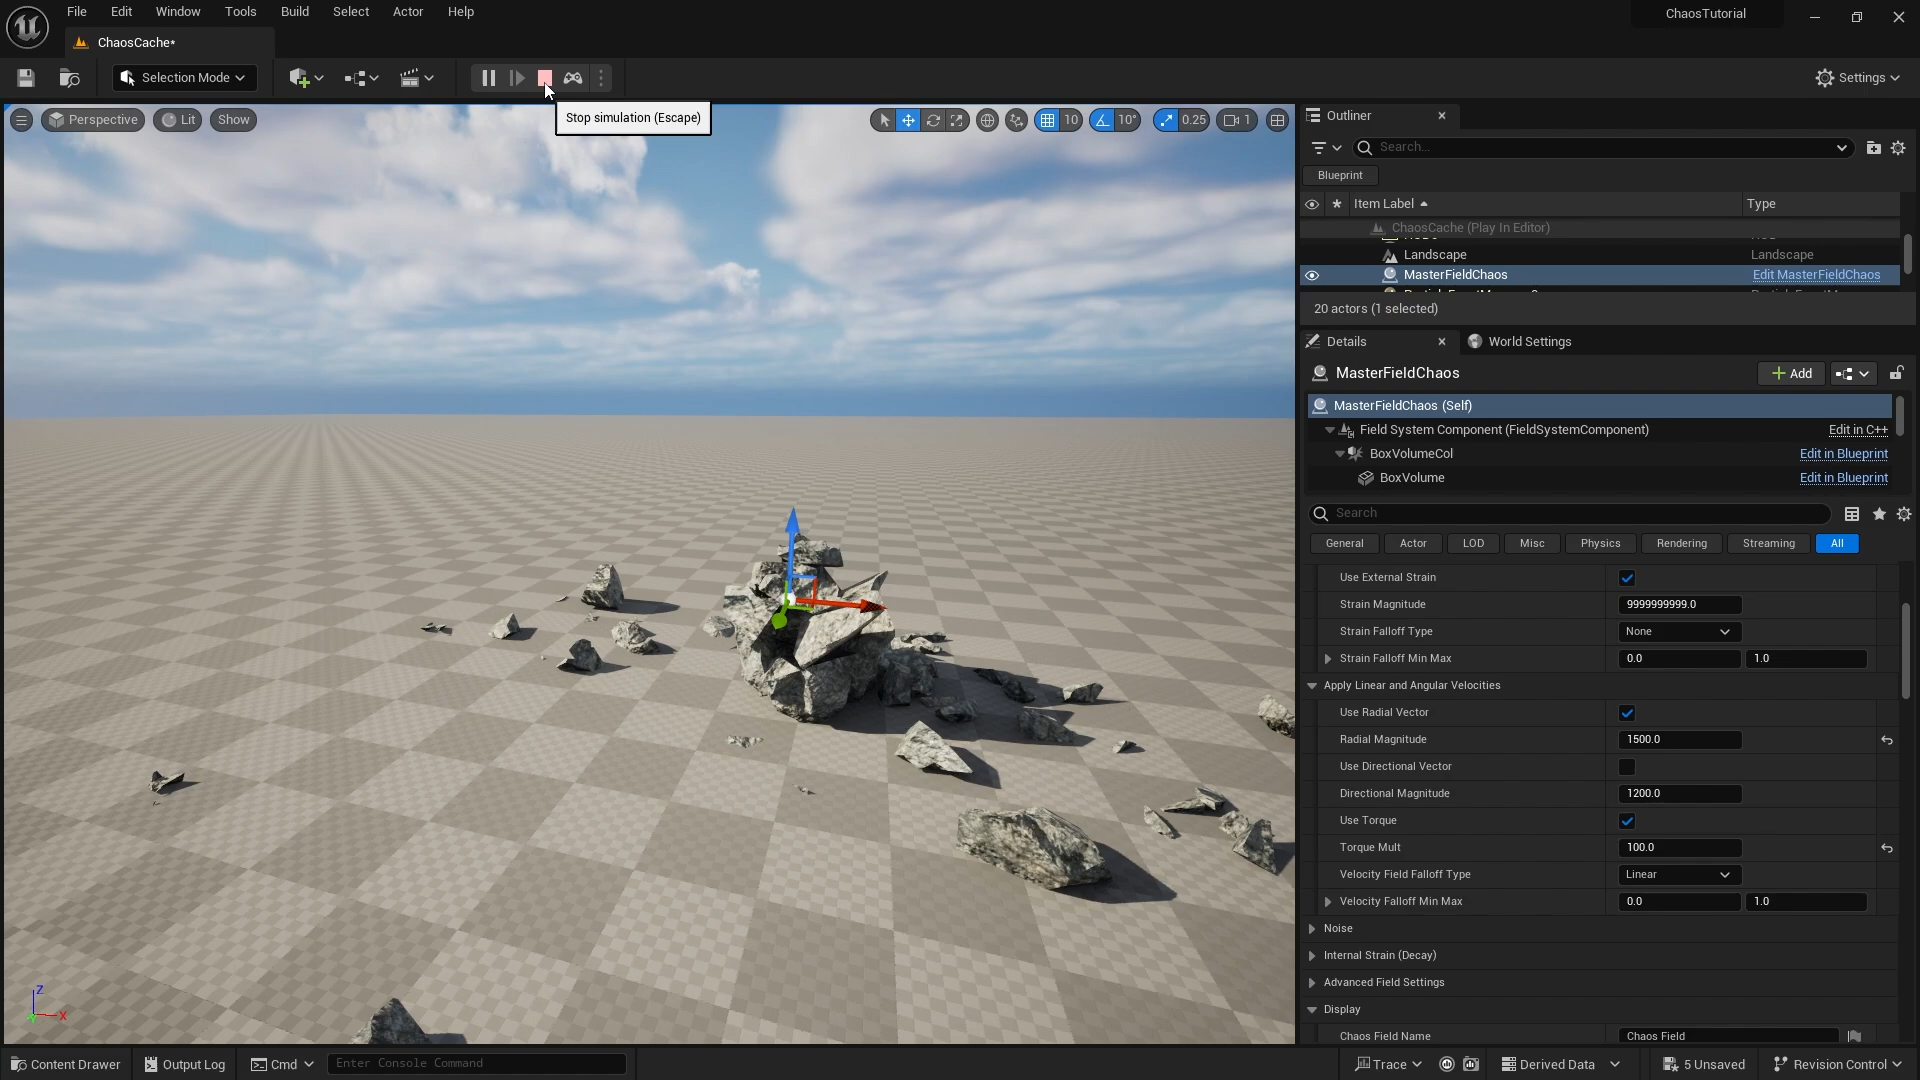 File Edit Window Tools Build Select Actor Help
ChaosTutorial
ChaosCache*
Selection Mode
Settings
Stop simulation (Escape)
Perspective
Lit
Show
10
10°
0.25
1
Outliner
Search...
Blueprint
Item Label
Type
ChaosCache (Play In Editor)
Landscape
Landscape
MasterFieldChaos
Edit MasterFieldChaos
20 actors (1 selected)
Details
World Settings
MasterFieldChaos
Add
MasterFieldChaos (Self)
Field System Component (FieldSystemComponent)
Edit in C++
BoxVolumeCol
Edit in Blueprint
BoxVolume
Edit in Blueprint
Search
General Actor LOD Misc Physics Rendering Streaming All
Use External Strain
Strain Magnitude
9999999999.0
Strain Falloff Type
None
Strain Falloff Min Max
0.0 1.0
Apply Linear and Angular Velocities
Use Radial Vector
Radial Magnitude
1500.0
Use Directional Vector
Directional Magnitude
1200.0
Use Torque
Torque Mult
100.0
Velocity Field Falloff Type
Linear
Velocity Falloff Min Max
0.0 1.0
Noise
Internal Strain (Decay)
Advanced Field Settings
Display
Chaos Field Name
Chaos Field
Z
X
Content Drawer
Output Log
Cmd
Enter Console Command
Trace
Derived Data
5 Unsaved
Revision Control